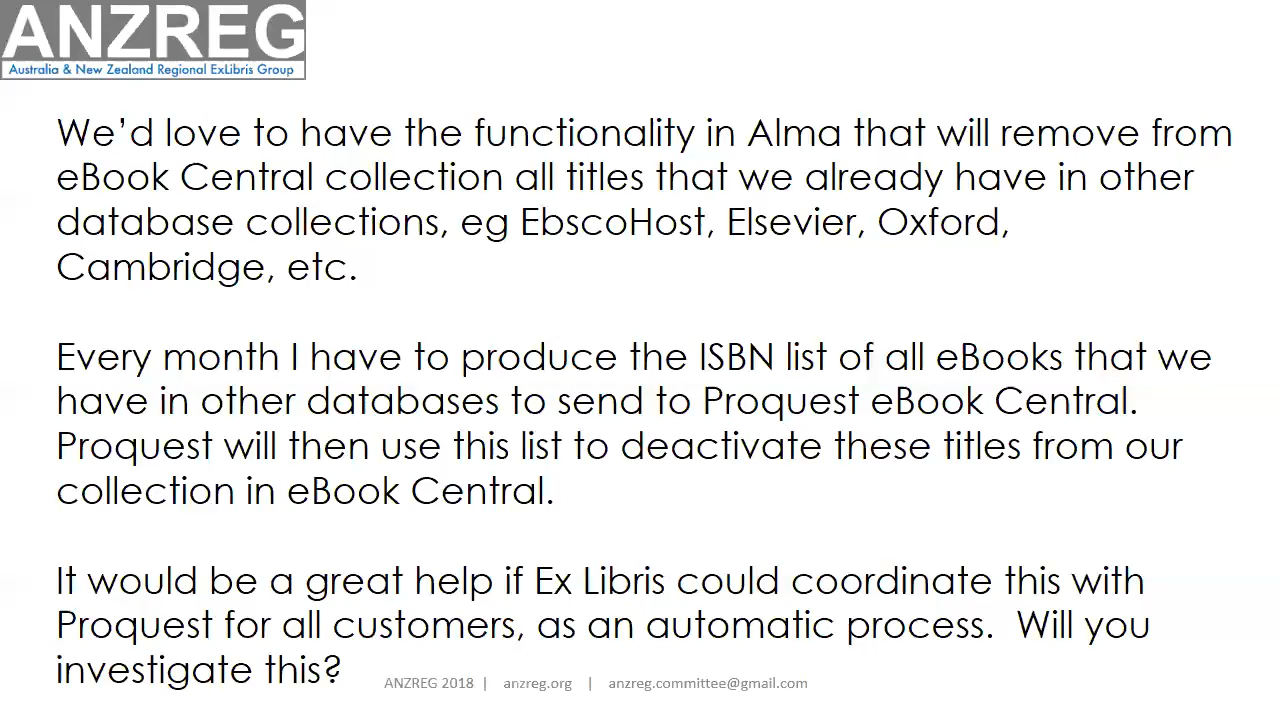 ANZREG
Australia & New Zealand Regional ExLibris Group
We’d love to have the functionality in Alma that will remove from
eBook Central collection all titles that we already have in other
database collections, eg EbscoHost, Elsevier, Oxford,
Cambridge, etc.
Every month I have to produce the ISBN list of all eBooks that we
have in other databases to send to Proquest eBook Central.
Proquest will then use this list to deactivate these titles from our
collection in eBook Central.
It would be a great help if Ex Libris could coordinate this with
Proquest for all customers, as an automatic process.  Will you
investigate this?
ANZREG 2018 | anzreg.org | anzreg.committee@gmail.com